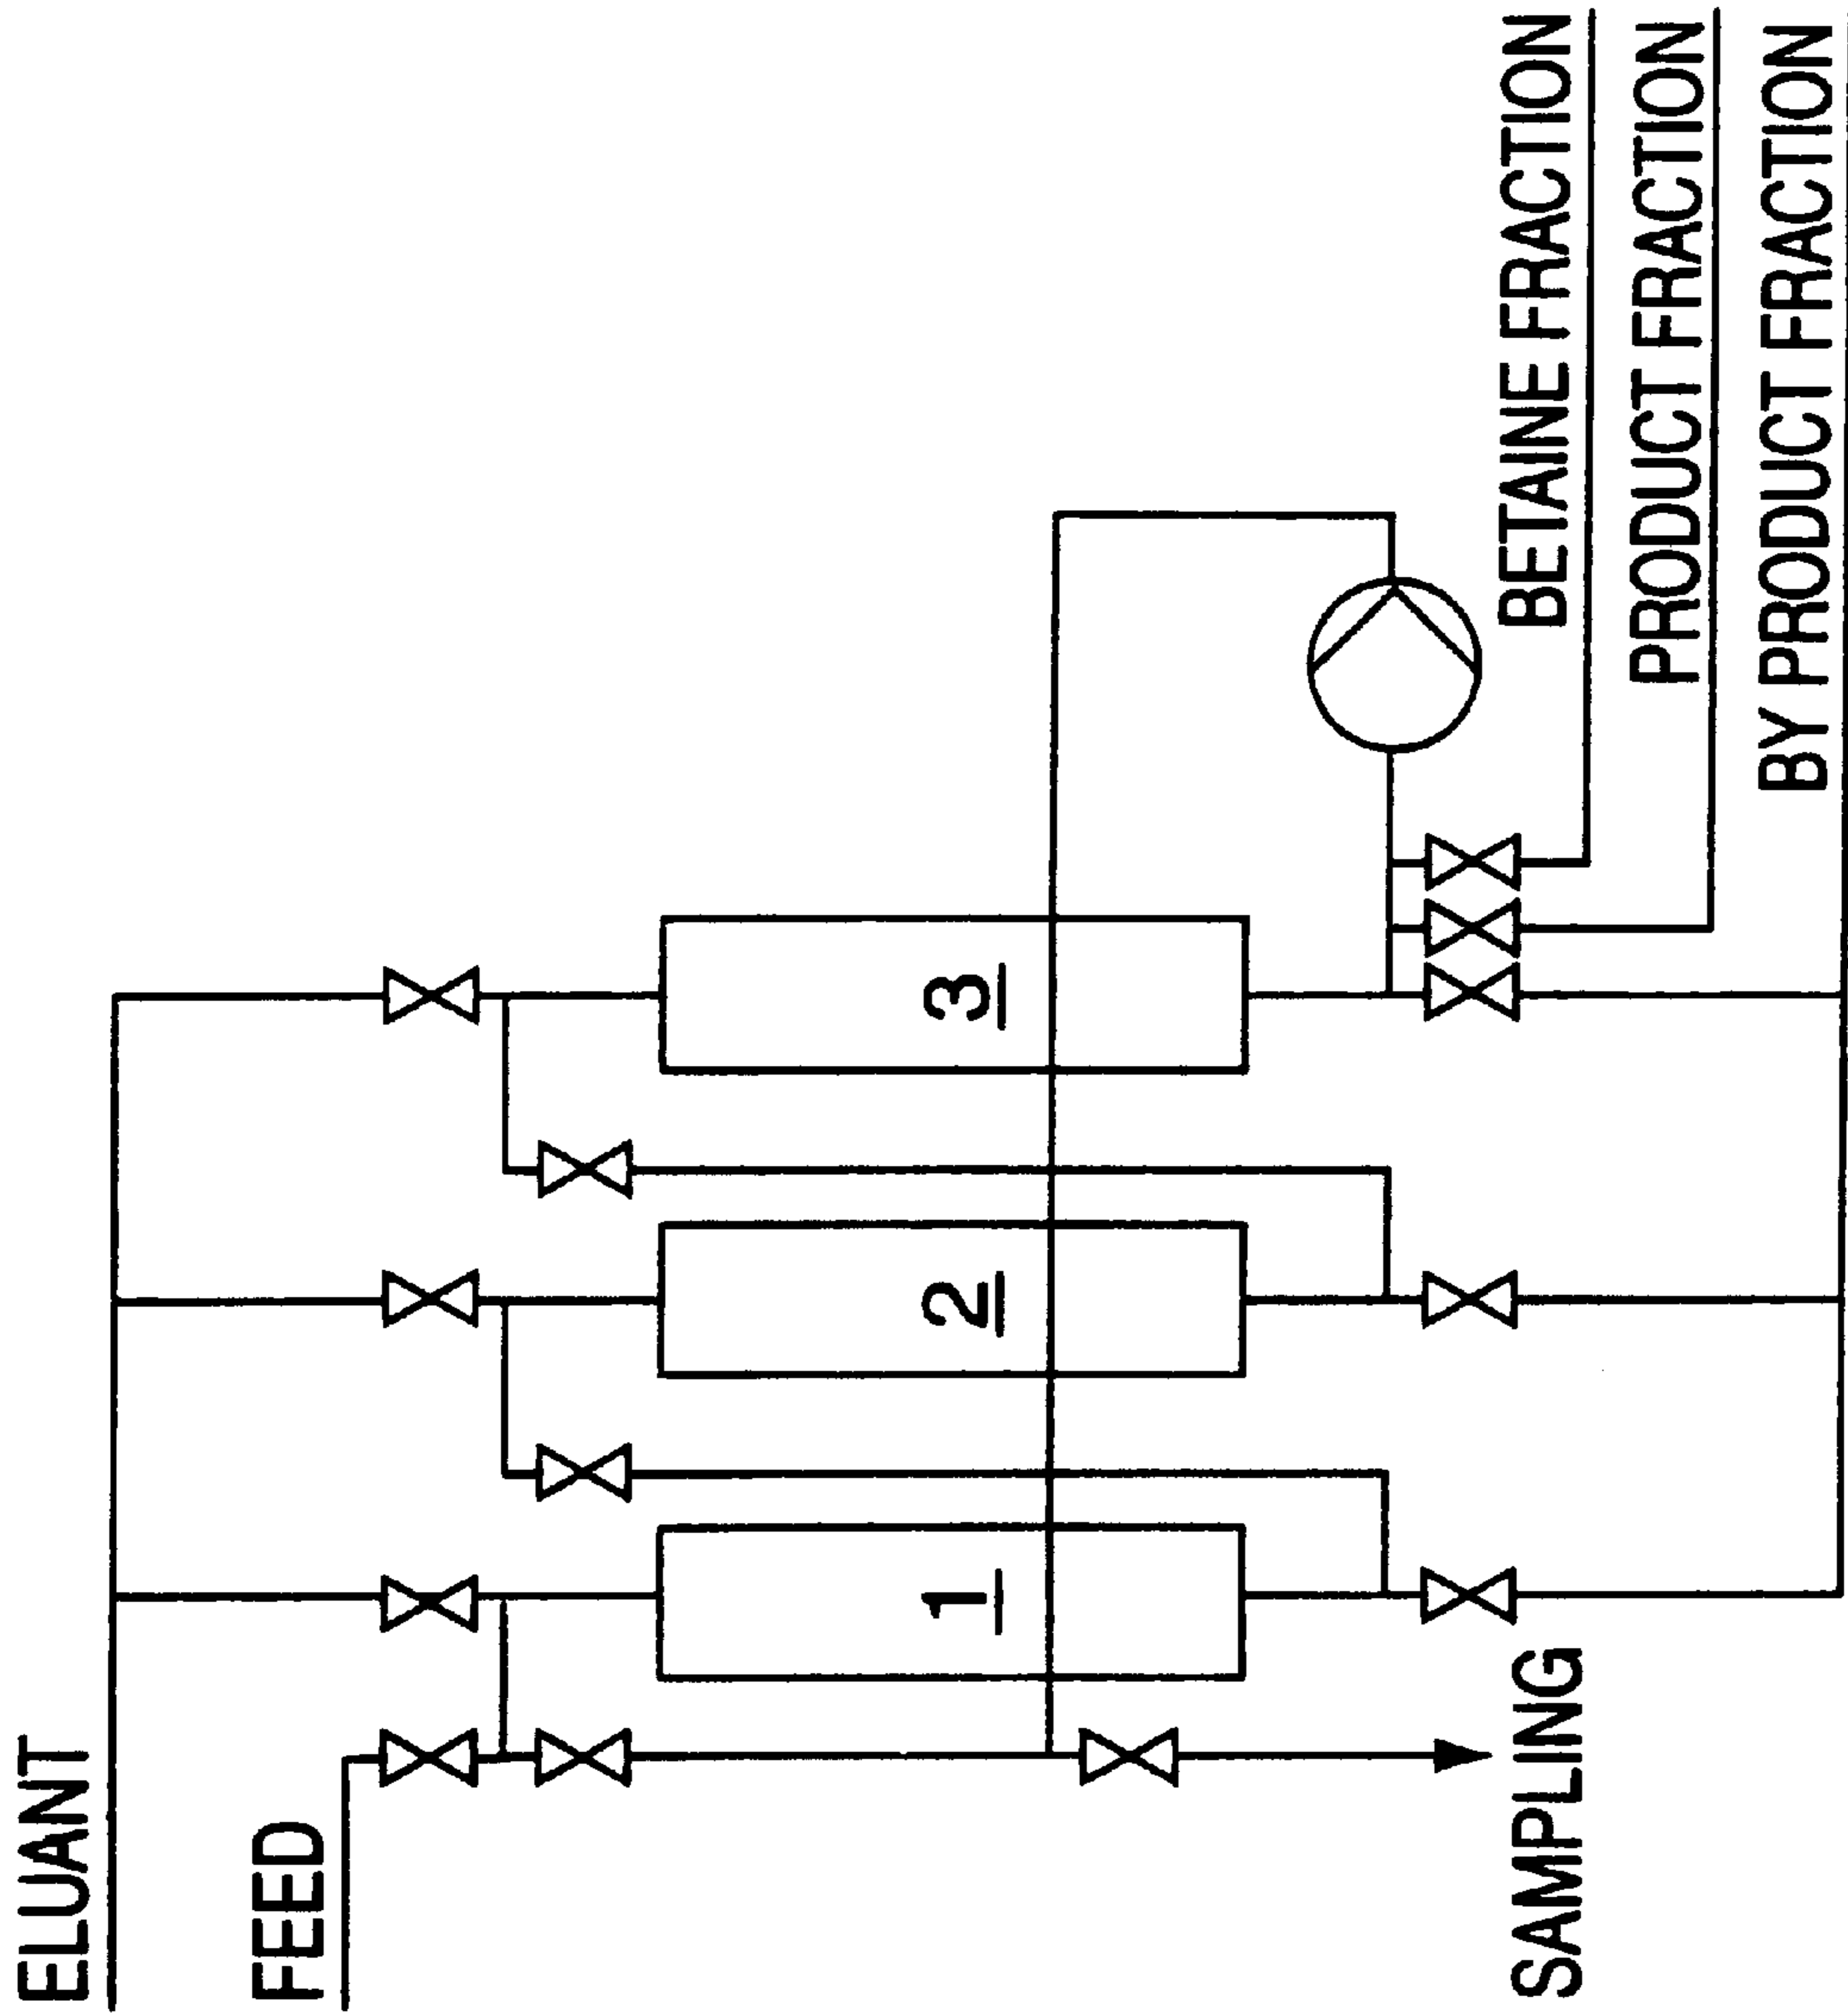 ELUANT
FEED
1
2
3
SAMPLING
BETAINE FRACTION
PRODUCT FRACTION
BY PRODUCT FRACTION